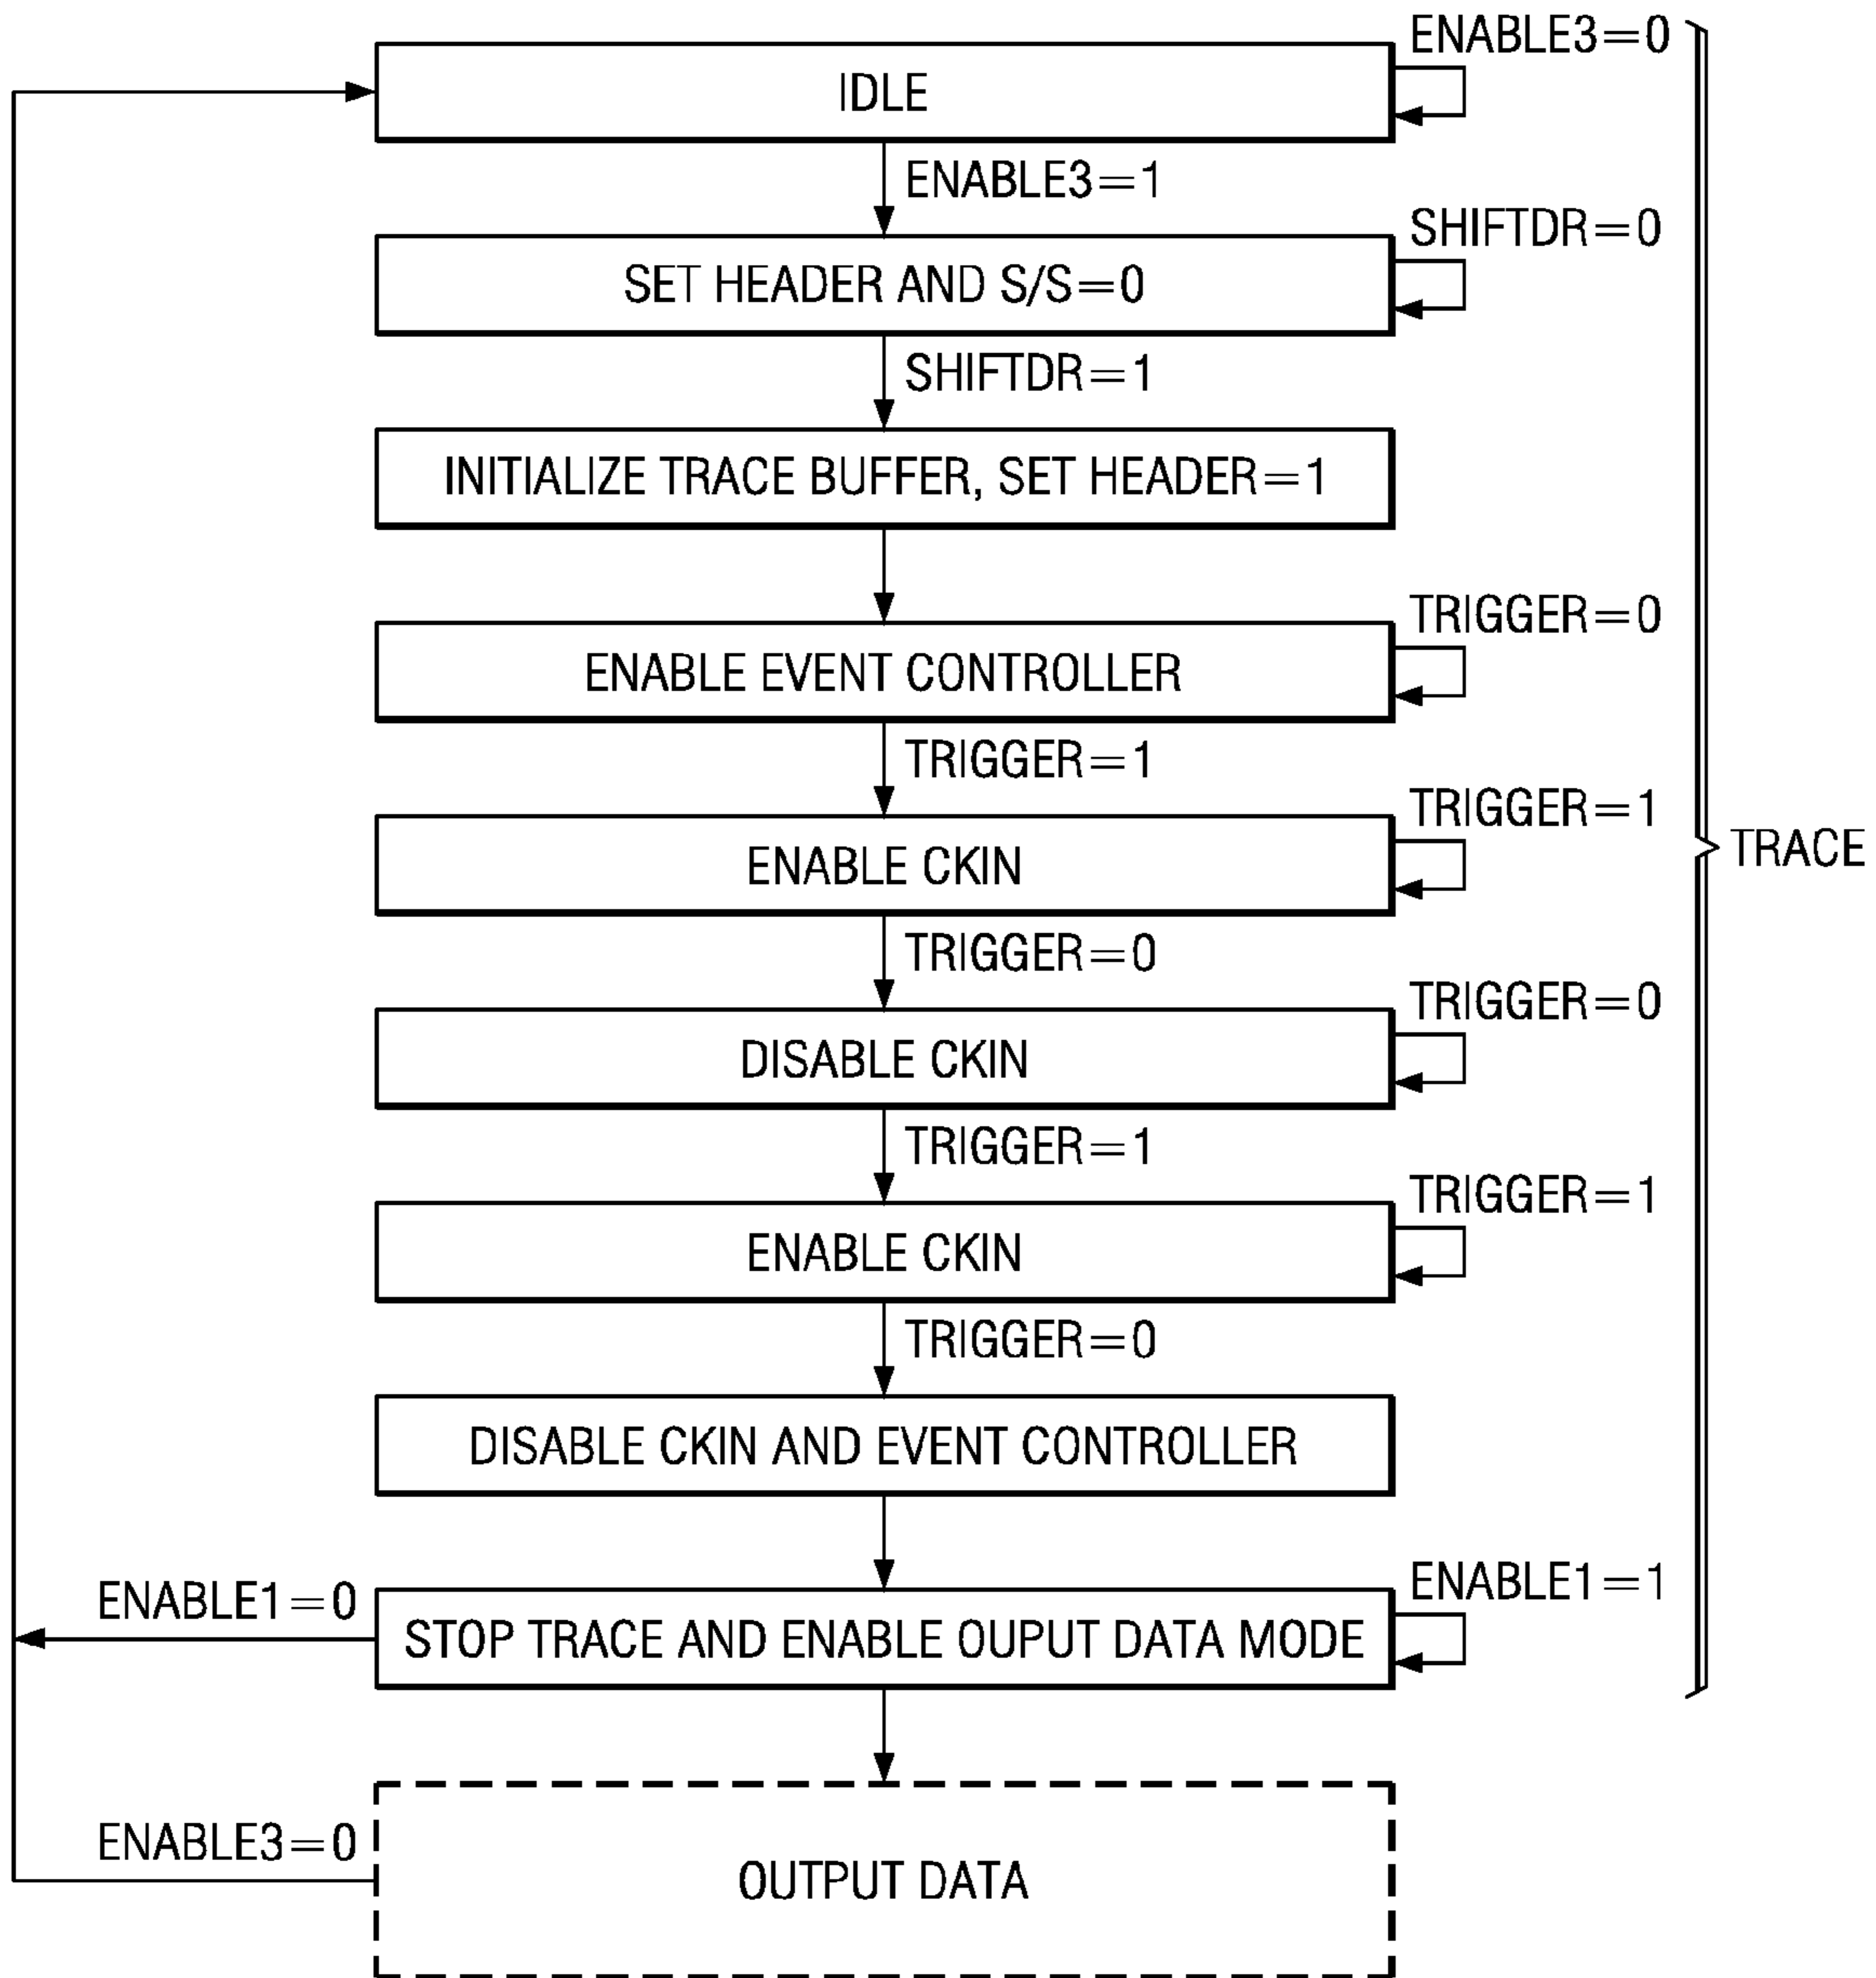 ENABLE3=0
IDLE
ENABLE3=1
SHIFTDR=0
SET HEADER AND S/S=0
SHIFTDR=1
INITIALIZE TRACE BUFFER, SET HEADER=1
TRIGGER=0
ENABLE EVENT CONTROLLER
TRIGGER=1
TRIGGER=1
ENABLE CKIN
TRACE
TRIGGER=0
TRIGGER=0
DISABLE CKIN
TRIGGER=1
TRIGGER=1
ENABLE CKIN
TRIGGER=0
DISABLE CKIN AND EVENT CONTROLLER
ENABLE1=1
ENABLE1=0
STOP TRACE AND ENABLE OUPUT DATA MODE
ENABLE3=0
OUTPUT DATA